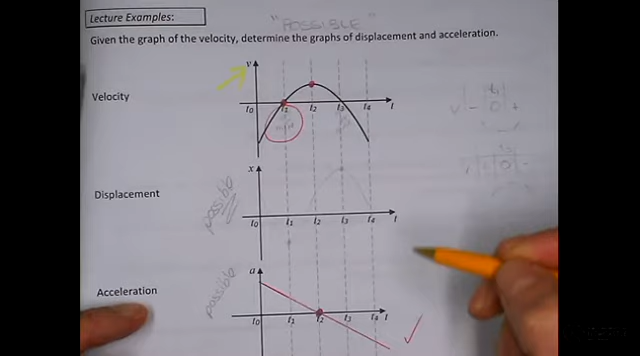 Lecture Examples:
"POSSIBLE"
Given the graph of the velocity, determine the graphs of displacement and acceleration.
Velocity
v
t0 t1 t2 t3 t4 t
Displacement
possible
x
t0 t1 t2 t3 t4 t
Acceleration
possible
a
t0 t1 t2 t3 t4 t